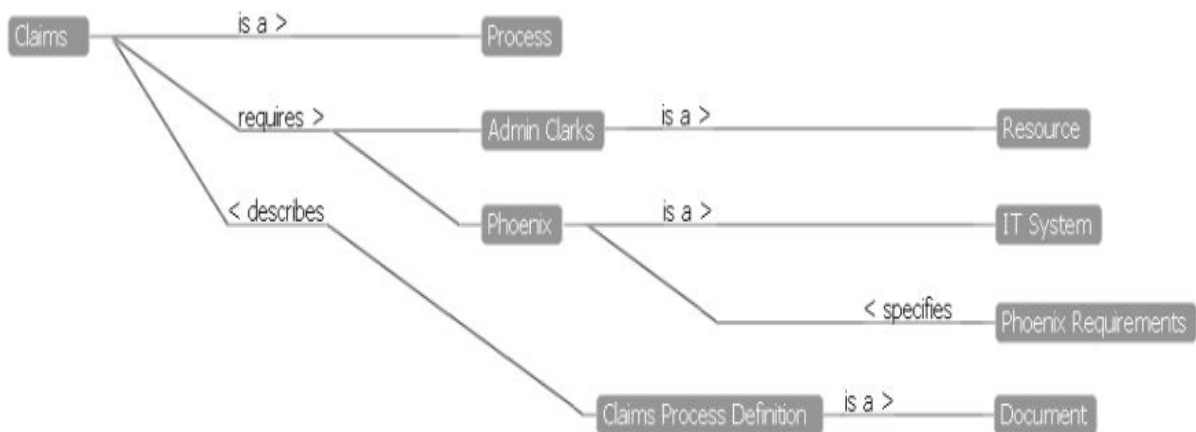 Claims is a > Process
requires > Admin Clarks is a > Resource
< describes Phoenix is a > IT System
< specifies Phoenix Requirements
Claims Process Definition is a > Document